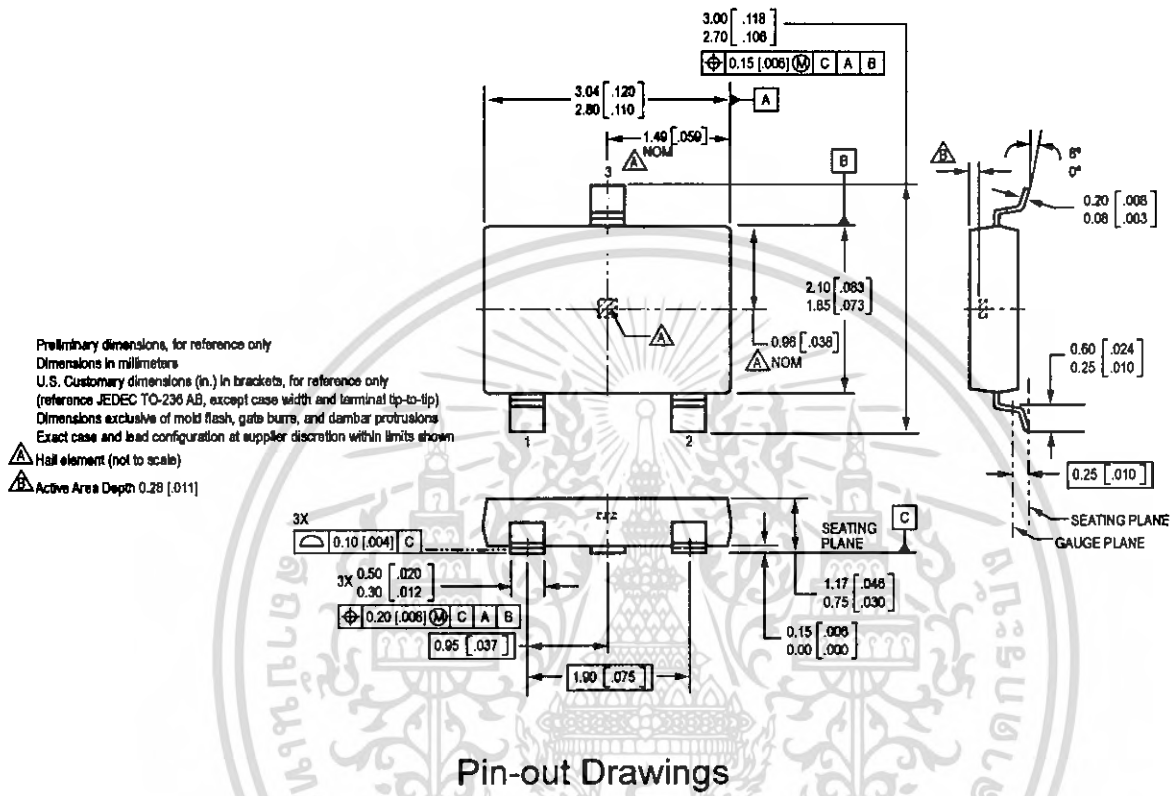 3.00 [ .118 ]
2.70 [ .106 ]
0.15 [.006] Ⓜ C A B
3.04 [ .120 ]
2.80 [ .110 ]
A
1.49 [.059]
A NOM
3
B
B
8°
0°
0.20 [ .008 ]
0.08 [ .003 ]
2.10 [ .083 ]
1.85 [ .073 ]
A
0.96 [.038]
A NOM
0.60 [ .024 ]
0.25 [ .010 ]
1
2
0.25 [.010]
SEATING PLANE
GAUGE PLANE
Preliminary dimensions, for reference only
Dimensions in millimeters
U.S. Customary dimensions (in.) in brackets, for reference only
(reference JEDEC TO-236 AB, except case width and terminal tip-to-tip)
Dimensions exclusive of mold flash, gate burrs, and dambar protrusions
Exact case and lead configuration at supplier discretion within limits shown
A Hall element (not to scale)
B Active Area Depth 0.28 [.011]
3X
0.10 [.004] C
SEATING
PLANE
C
3X 0.50 [ .020 ]
0.30 [ .012 ]
0.20 [.008] Ⓜ C A B
0.95 [.037]
1.90 [.075]
1.17 [ .046 ]
0.75 [ .030 ]
0.15 [ .006 ]
0.00 [ .000 ]
Pin-out Drawings